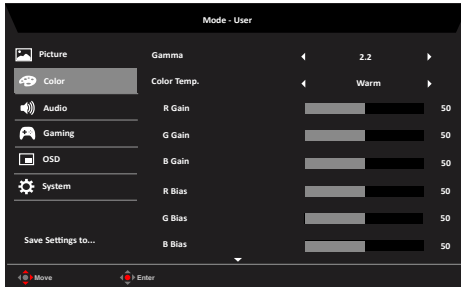 Mode - User
Picture
Color
Audio
Gaming
OSD
System
Save Settings to...
Gamma 2.2
Color Temp. Warm
R Gain 50
G Gain 50
B Gain 50
R Bias 50
G Bias 50
B Bias 50
Move Enter